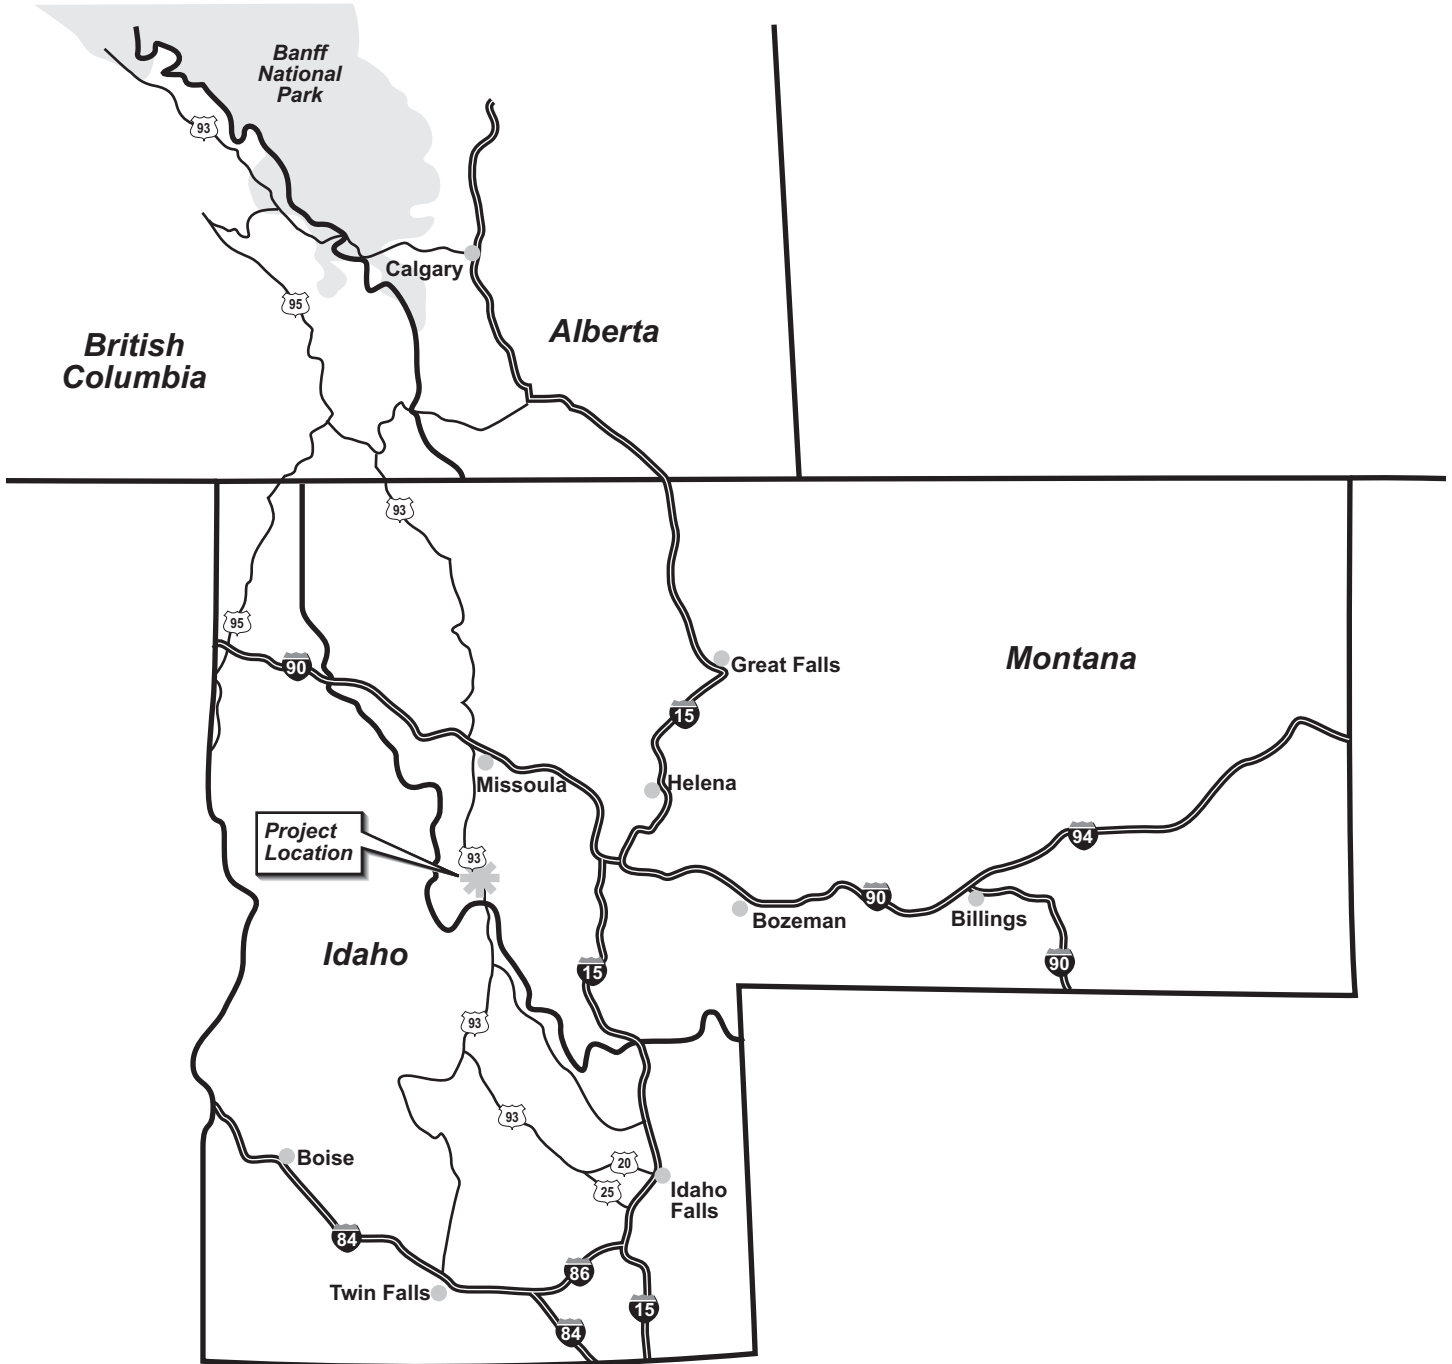 Banff
National
Park
93
Calgary
95
British
Columbia
Alberta
93
95
90
Great Falls
Montana
15
Missoula
Helena
Project
Location
93
94
90
Bozeman
Billings
Idaho
90
15
93
93
Boise
20
25
Idaho
Falls
84
86
Twin Falls
15
84